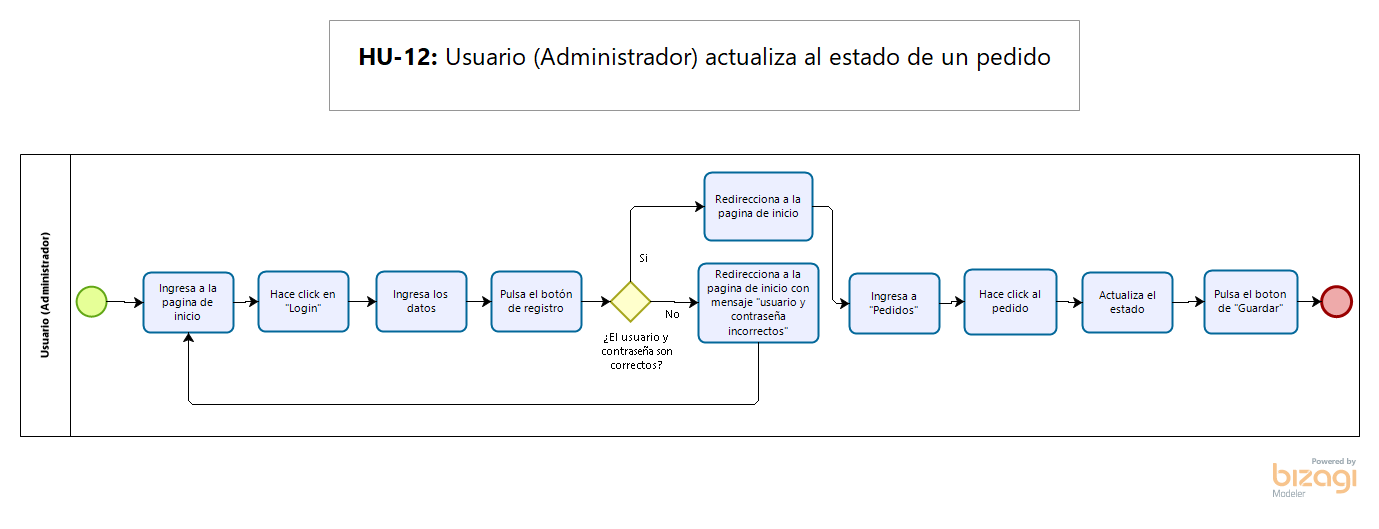 HU-12: Usuario (Administrador) actualiza al estado de un pedido
Usuario (Administrador)
Ingresa a la
pagina de
inicio
Hace click en
"Login"
Ingresa los
datos
Pulsa el botón
de registro
¿El usuario y
contraseña son
correctos?
Si
No
Redirecciona a la
pagina de inicio
Redirecciona a la
pagina de inicio con
mensaje "usuario y
contraseña
incorrectos"
Ingresa a
"Pedidos"
Hace click al
pedido
Actualiza el
estado
Pulsa el boton
de "Guardar"
Powered by
bizagi
Modeler